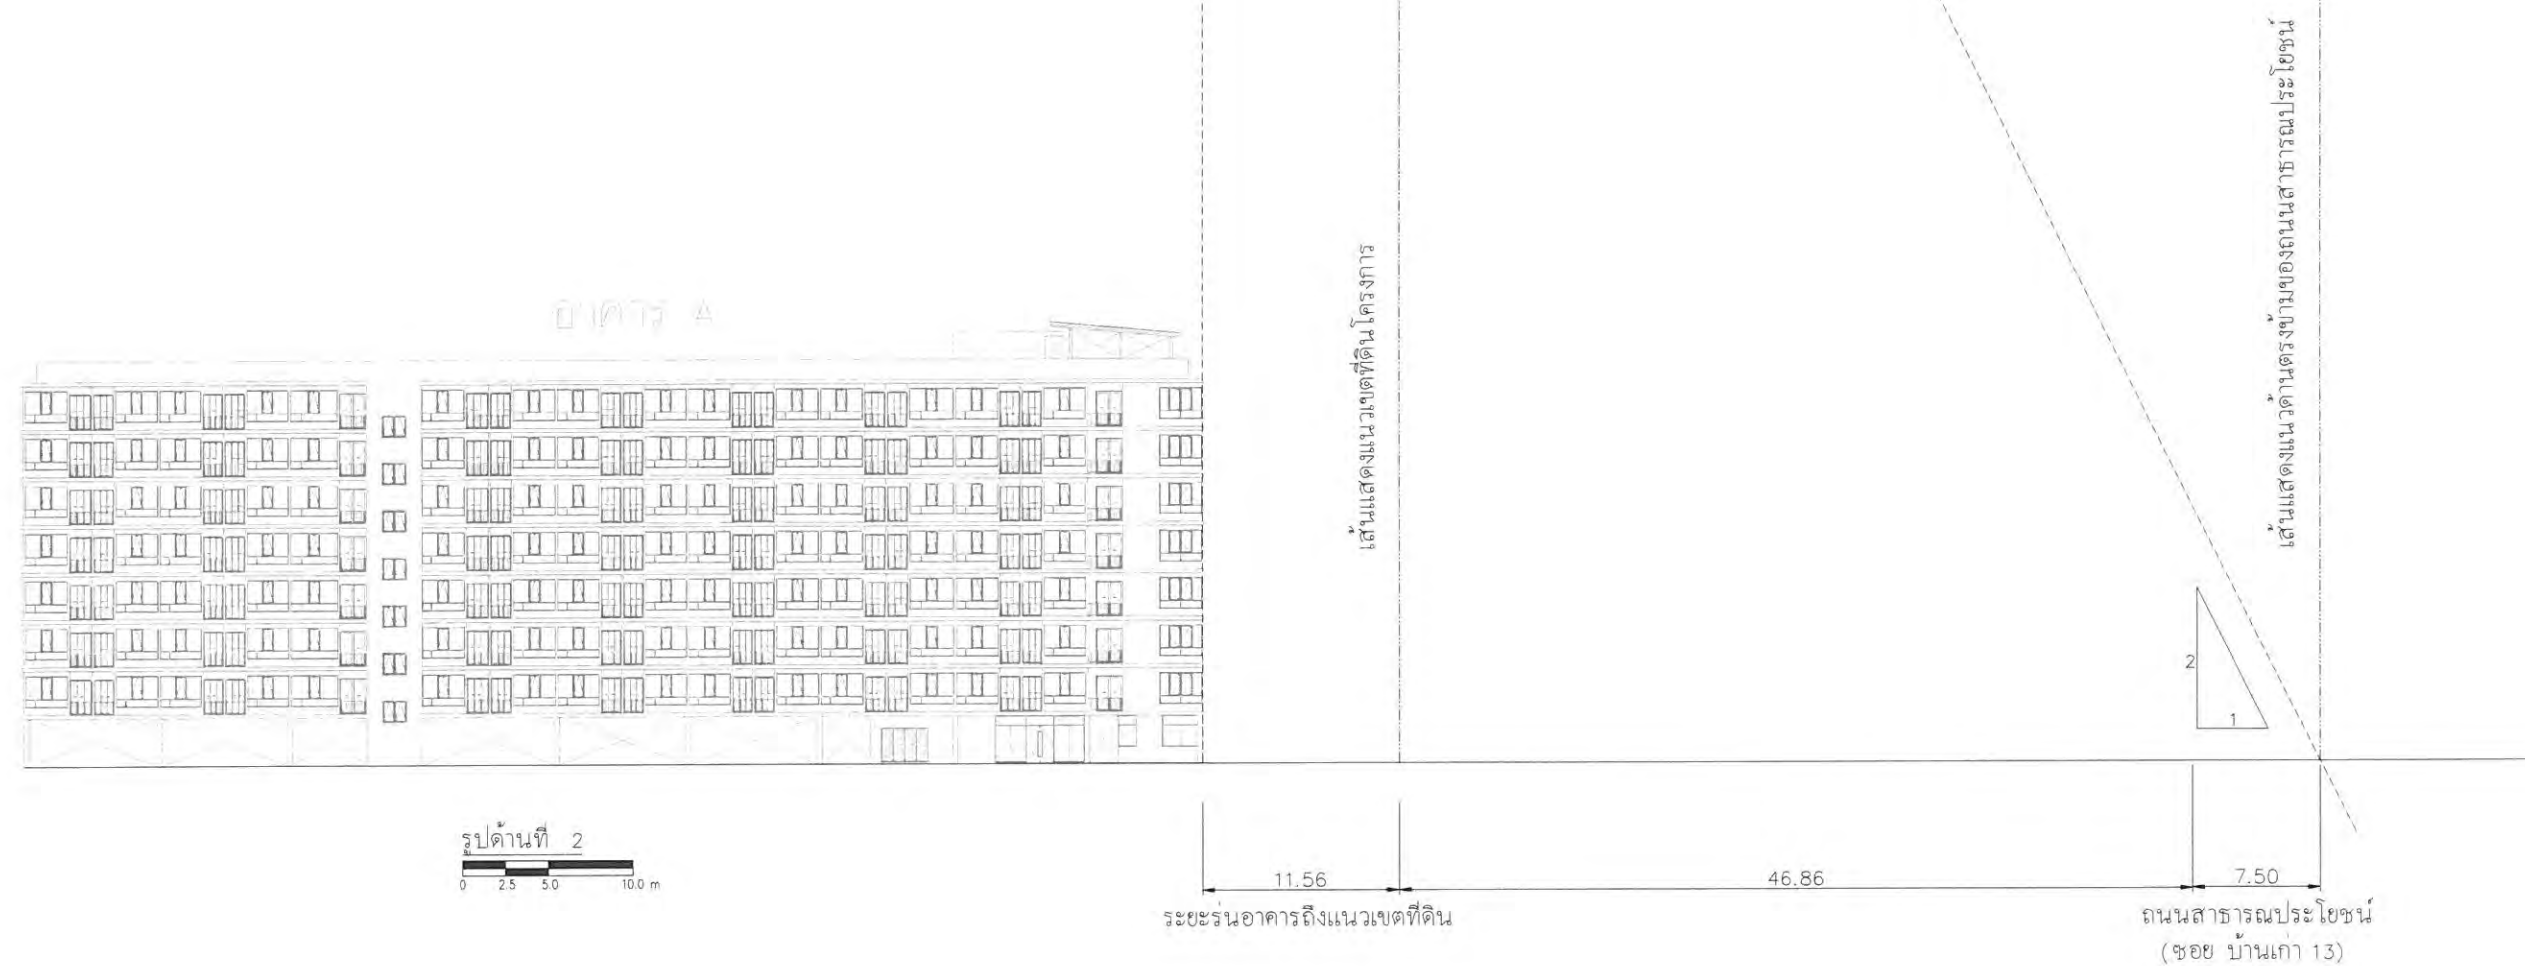 เส้นแสดงแนวด้านตรงข้ามของถนนสาธารณประโยชน์
เส้นแสดงแนวเขตที่ดินโครงการ
อาคาร A
2
1
รูปด้านที่ 2
0 2.5 5.0 10.0 m
11.56 46.86 7.50
ระยะร่นอาคารถึงแนวเขตที่ดิน
ถนนสาธารณประโยชน์
(ซอย บ้านเก่า 13)